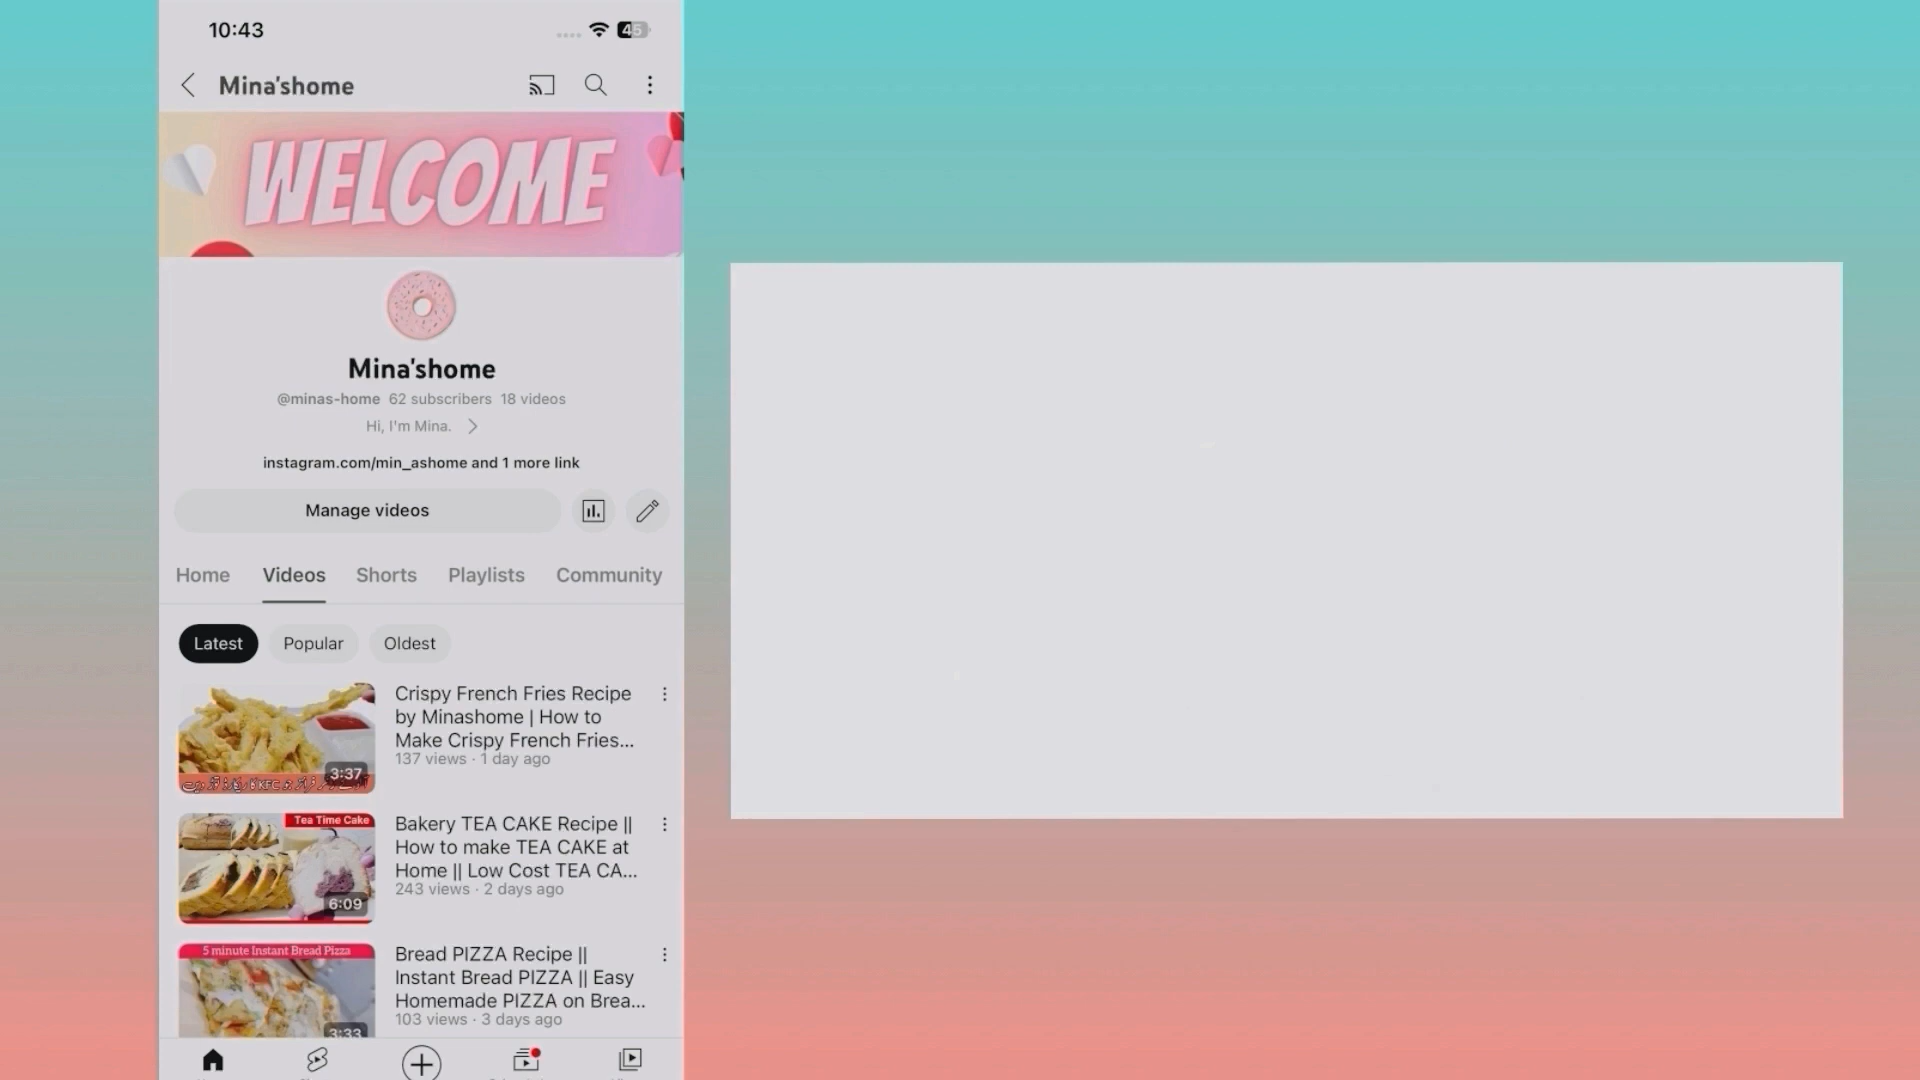 10:43
45
Mina'shome
WELCOME
Mina'shome
@minas-home 62 subscribers 18 videos
Hi, I'm Mina.
instagram.com/min_ashome and 1 more link
Manage videos
Home Videos Shorts Playlists Community
Latest Popular Oldest
Crispy French Fries Recipe
by Minashome | How to
Make Crispy French Fries...
137 views · 1 day ago
3:37
KFC
Tea Time Cake
Bakery TEA CAKE Recipe ||
How to make TEA CAKE at
Home || Low Cost TEA CA...
243 views · 2 days ago
6:09
5 minute Instant Bread Pizza
Bread PIZZA Recipe ||
Instant Bread PIZZA || Easy
Homemade PIZZA on Brea...
103 views · 3 days ago
3:33